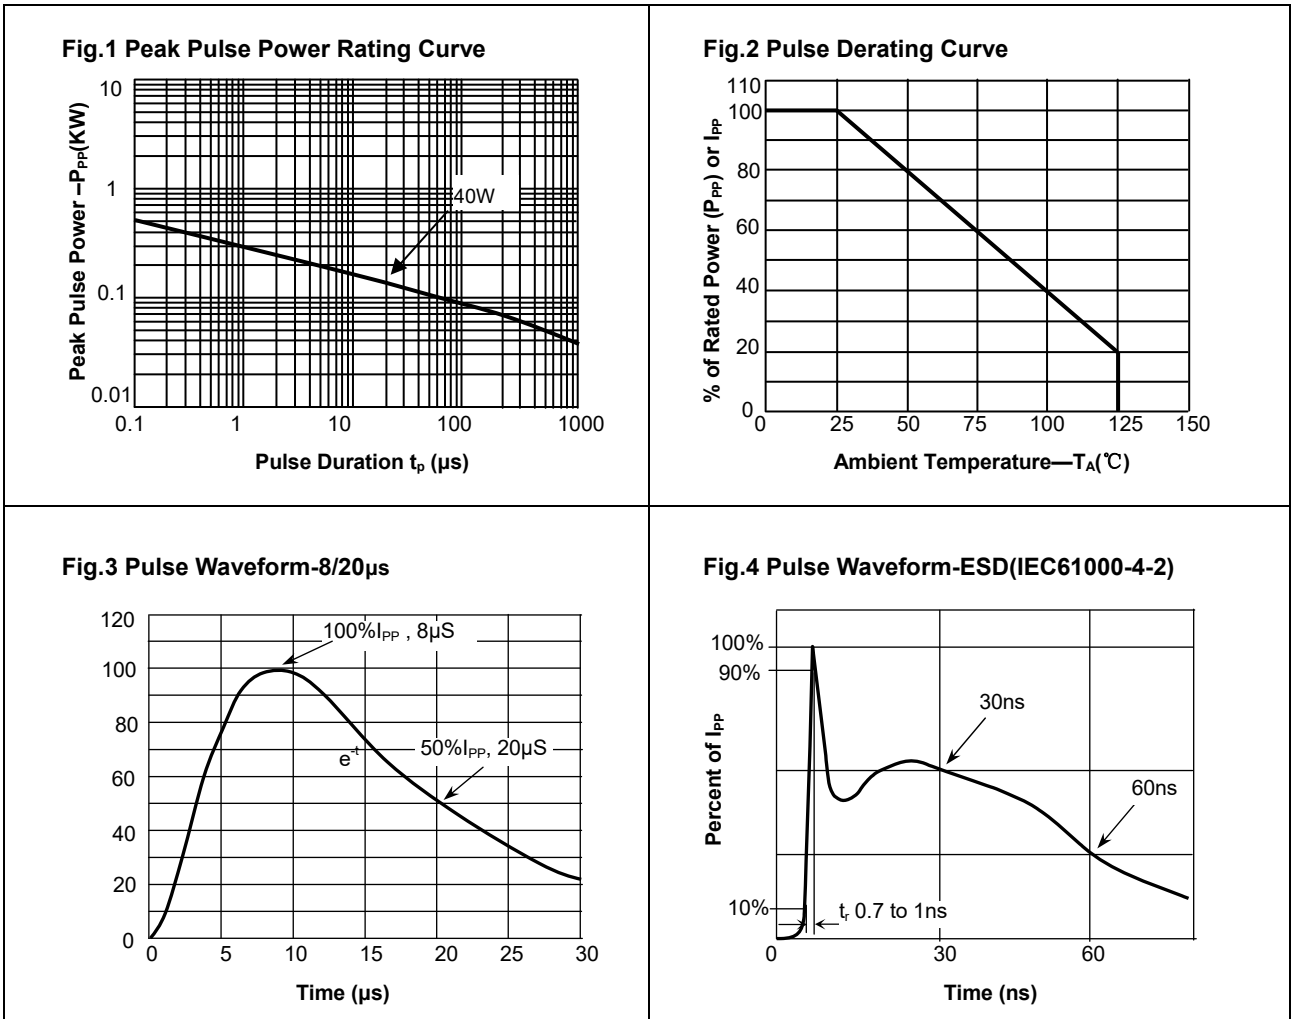 Fig.1 Peak Pulse Power Rating Curve
Peak Pulse Power –PPP(KW)
10
1
0.1
0.01
40W
0.1 1 10 100 1000
Pulse Duration tp (µs)
Fig.2 Pulse Derating Curve
% of Rated Power (PPP) or IPP
110
100
80
60
40
20
0
0 25 50 75 100 125 150
Ambient Temperature—TA(℃)
Fig.3 Pulse Waveform-8/20µs
120
100
80
60
40
20
0
100%IPP , 8µS
e-t
50%IPP, 20µS
0 5 10 15 20 25 30
Time (µs)
Fig.4 Pulse Waveform-ESD(IEC61000-4-2)
Percent of IPP
100%
90%
10%
30ns
60ns
tr 0.7 to 1ns
0 30 60
Time (ns)